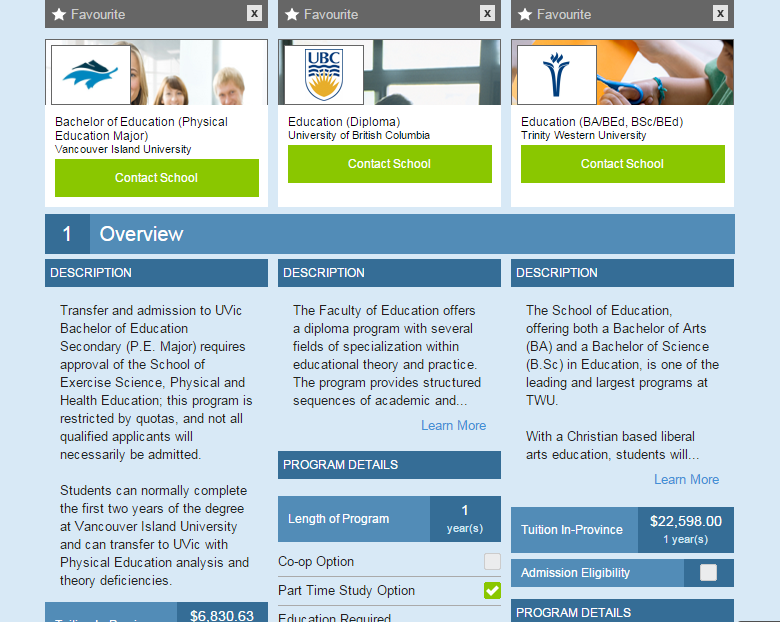 Favourite x
Favourite x
Favourite x
Bachelor of Education (Physical
Education Major)
Vancouver Island University
Contact School
UBC
Education (Diploma)
University of British Columbia
Contact School
Education (BA/BEd, BSc/BEd)
Trinity Western University
Contact School
1 Overview
DESCRIPTION
Transfer and admission to UVic
Bachelor of Education
Secondary (P.E. Major) requires
approval of the School of
Exercise Science, Physical and
Health Education; this program is
restricted by quotas, and not all
qualified applicants will
necessarily be admitted.
Students can normally complete
the first two years of the degree
at Vancouver Island University
and can transfer to UVic with
Physical Education analysis and
theory deficiencies.
$6,830.63
DESCRIPTION
The Faculty of Education offers
a diploma program with several
fields of specialization within
educational theory and practice.
The program provides structured
sequences of academic and...
Learn More
PROGRAM DETAILS
Length of Program
1
year(s)
Co-op Option
Part Time Study Option
Education Required
DESCRIPTION
The School of Education,
offering both a Bachelor of Arts
(BA) and a Bachelor of Science
(B.Sc) in Education, is one of the
leading and largest programs at
TWU.
With a Christian based liberal
arts education, students will...
Learn More
Tuition In-Province
$22,598.00
1 year(s)
Admission Eligibility
PROGRAM DETAILS